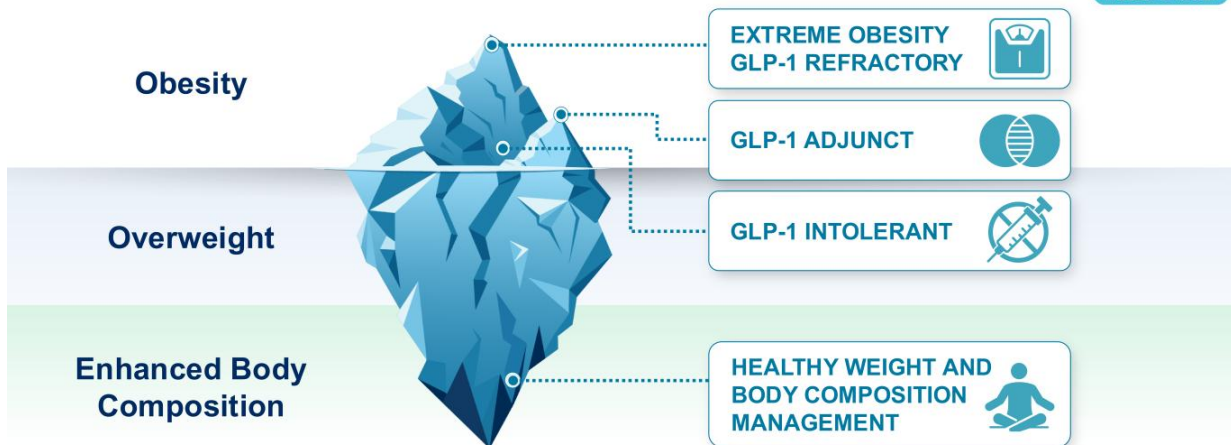 Obesity
EXTREME OBESITY
GLP-1 REFRACTORY
GLP-1 ADJUNCT
Overweight
GLP-1 INTOLERANT
Enhanced Body
Composition
HEALTHY WEIGHT AND
BODY COMPOSITION
MANAGEMENT